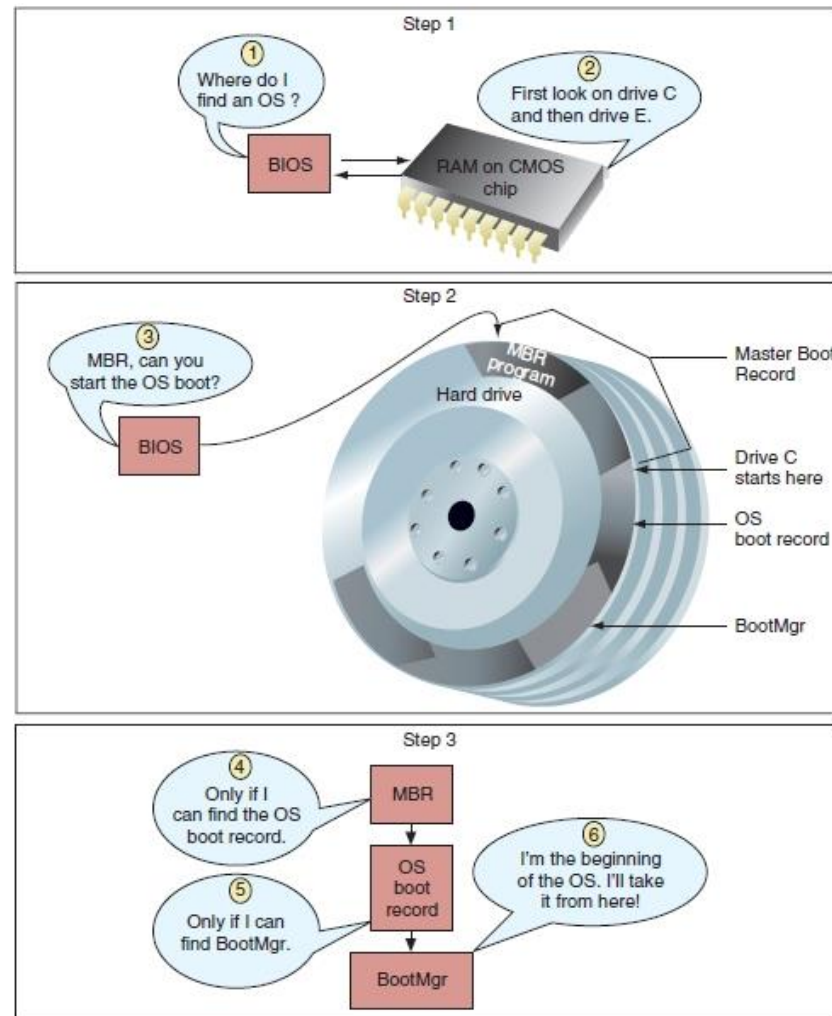 Step 1
1
Where do I
find an OS ?
2
First look on drive C
and then drive E.
BIOS
RAM on CMOS
chip
Step 2
3
MBR, can you
start the OS boot?
BIOS
MBR
program
Hard drive
Master Boot
Record
Drive C
starts here
OS
boot record
BootMgr
Step 3
4
Only if I
can find the OS
boot record.
MBR
5
Only if I can
find BootMgr.
OS
boot
record
6
I'm the beginning
of the OS. I'll take
it from here!
BootMgr